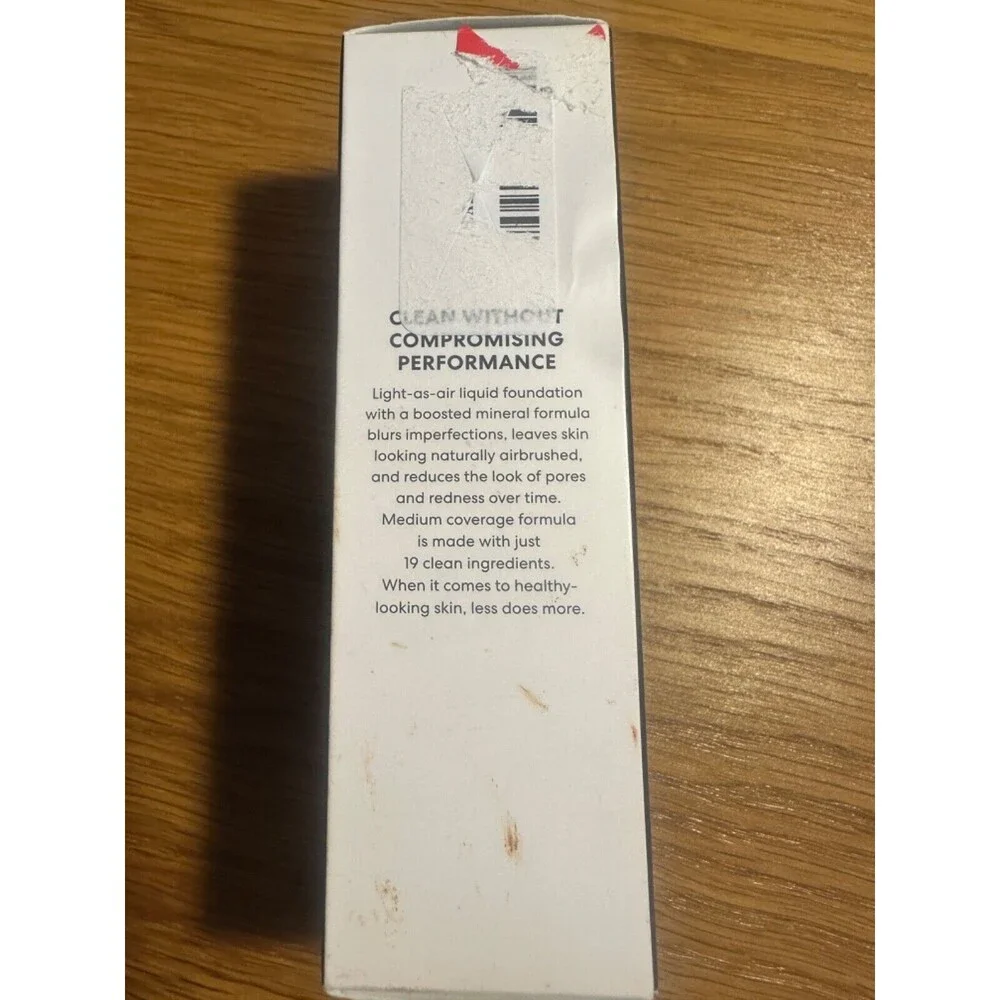 CLEAN WITHOUT
COMPROMISING
PERFORMANCE
Light-as-air liquid foundation
with a boosted mineral formula
blurs imperfections, leaves skin
looking naturally airbrushed,
and reduces the look of pores
and redness over time.
Medium coverage formula
is made with just
19 clean ingredients.
When it comes to healthy-
looking skin, less does more.